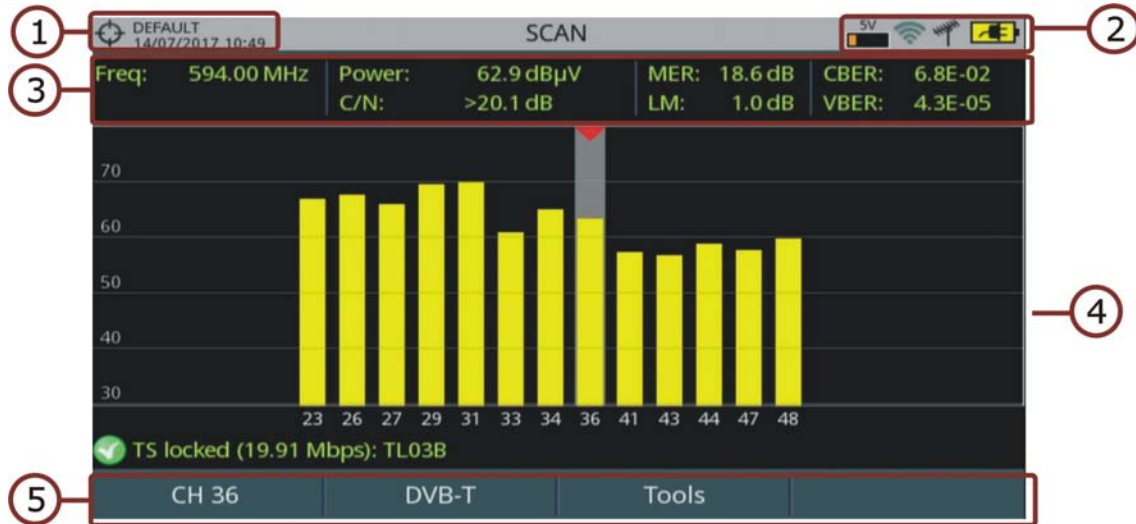 1
DEFAULT
14/07/2017 10:49
SCAN
5V
2
3
Freq: 594.00 MHz Power: 62.9 dBµV MER: 18.6 dB CBER: 6.8E-02
C/N: >20.1 dB LM: 1.0 dB VBER: 4.3E-05
70
60
50
40
30
4
23 26 27 29 31 33 34 36 41 43 44 47 48
TS locked (19.91 Mbps): TL03B
5
CH 36 DVB-T Tools